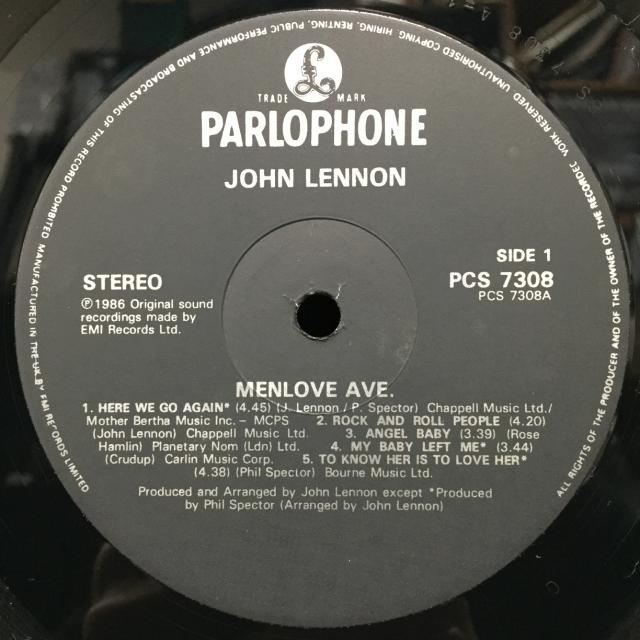 £
TRADE MARK
PARLOPHONE
JOHN LENNON
STEREO
℗1986 Original sound
recordings made by
EMI Records Ltd.
SIDE 1
PCS 7308
PCS 7308A
MENLOVE AVE.
1. HERE WE GO AGAIN* (4.45) (J. Lennon / P. Spector) Chappell Music Ltd./
Mother Bertha Music Inc. – MCPS 2. ROCK AND ROLL PEOPLE (4.20)
(John Lennon) Chappell Music Ltd. 3. ANGEL BABY (3.39) (Rose
Hamlin) Planetary Nom (Ldn) Ltd. 4. MY BABY LEFT ME* (3.44)
(Crudup) Carlin Music Corp. 5. TO KNOW HER IS TO LOVE HER*
(4.38) (Phil Spector) Bourne Music Ltd.
Produced and Arranged by John Lennon except *Produced
by Phil Spector (Arranged by John Lennon)
ALL RIGHTS OF THE PRODUCER AND OF THE OWNER OF THE RECORDED WORK RESERVED UNAUTHORISED COPYING, HIRING, RENTING, PUBLIC PERFORMANCE AND BROADCASTING OF THIS RECORD PROHIBITED MANUFACTURED IN THE U.K. BY EMI RECORDS LIMITED